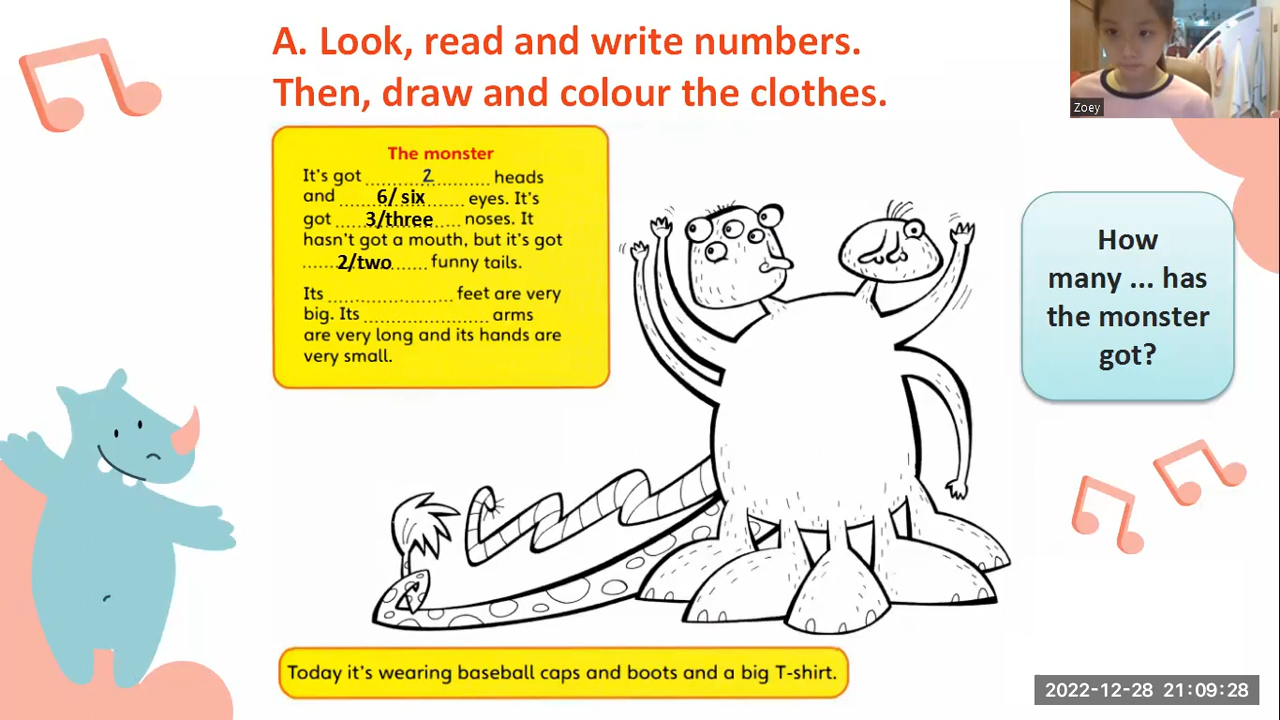 A. Look, read and write numbers.
Then, draw and colour the clothes.
Zoey
The monster
It's got 2 heads
and 6/ six eyes. It's
got 3/three noses. It
hasn't got a mouth, but it's got
2/two funny tails.
Its .................... feet are very
big. Its .................... arms
are very long and its hands are
very small.
How
many ... has
the monster
got?
Today it's wearing baseball caps and boots and a big T-shirt.
2022-12-28 21:09:28